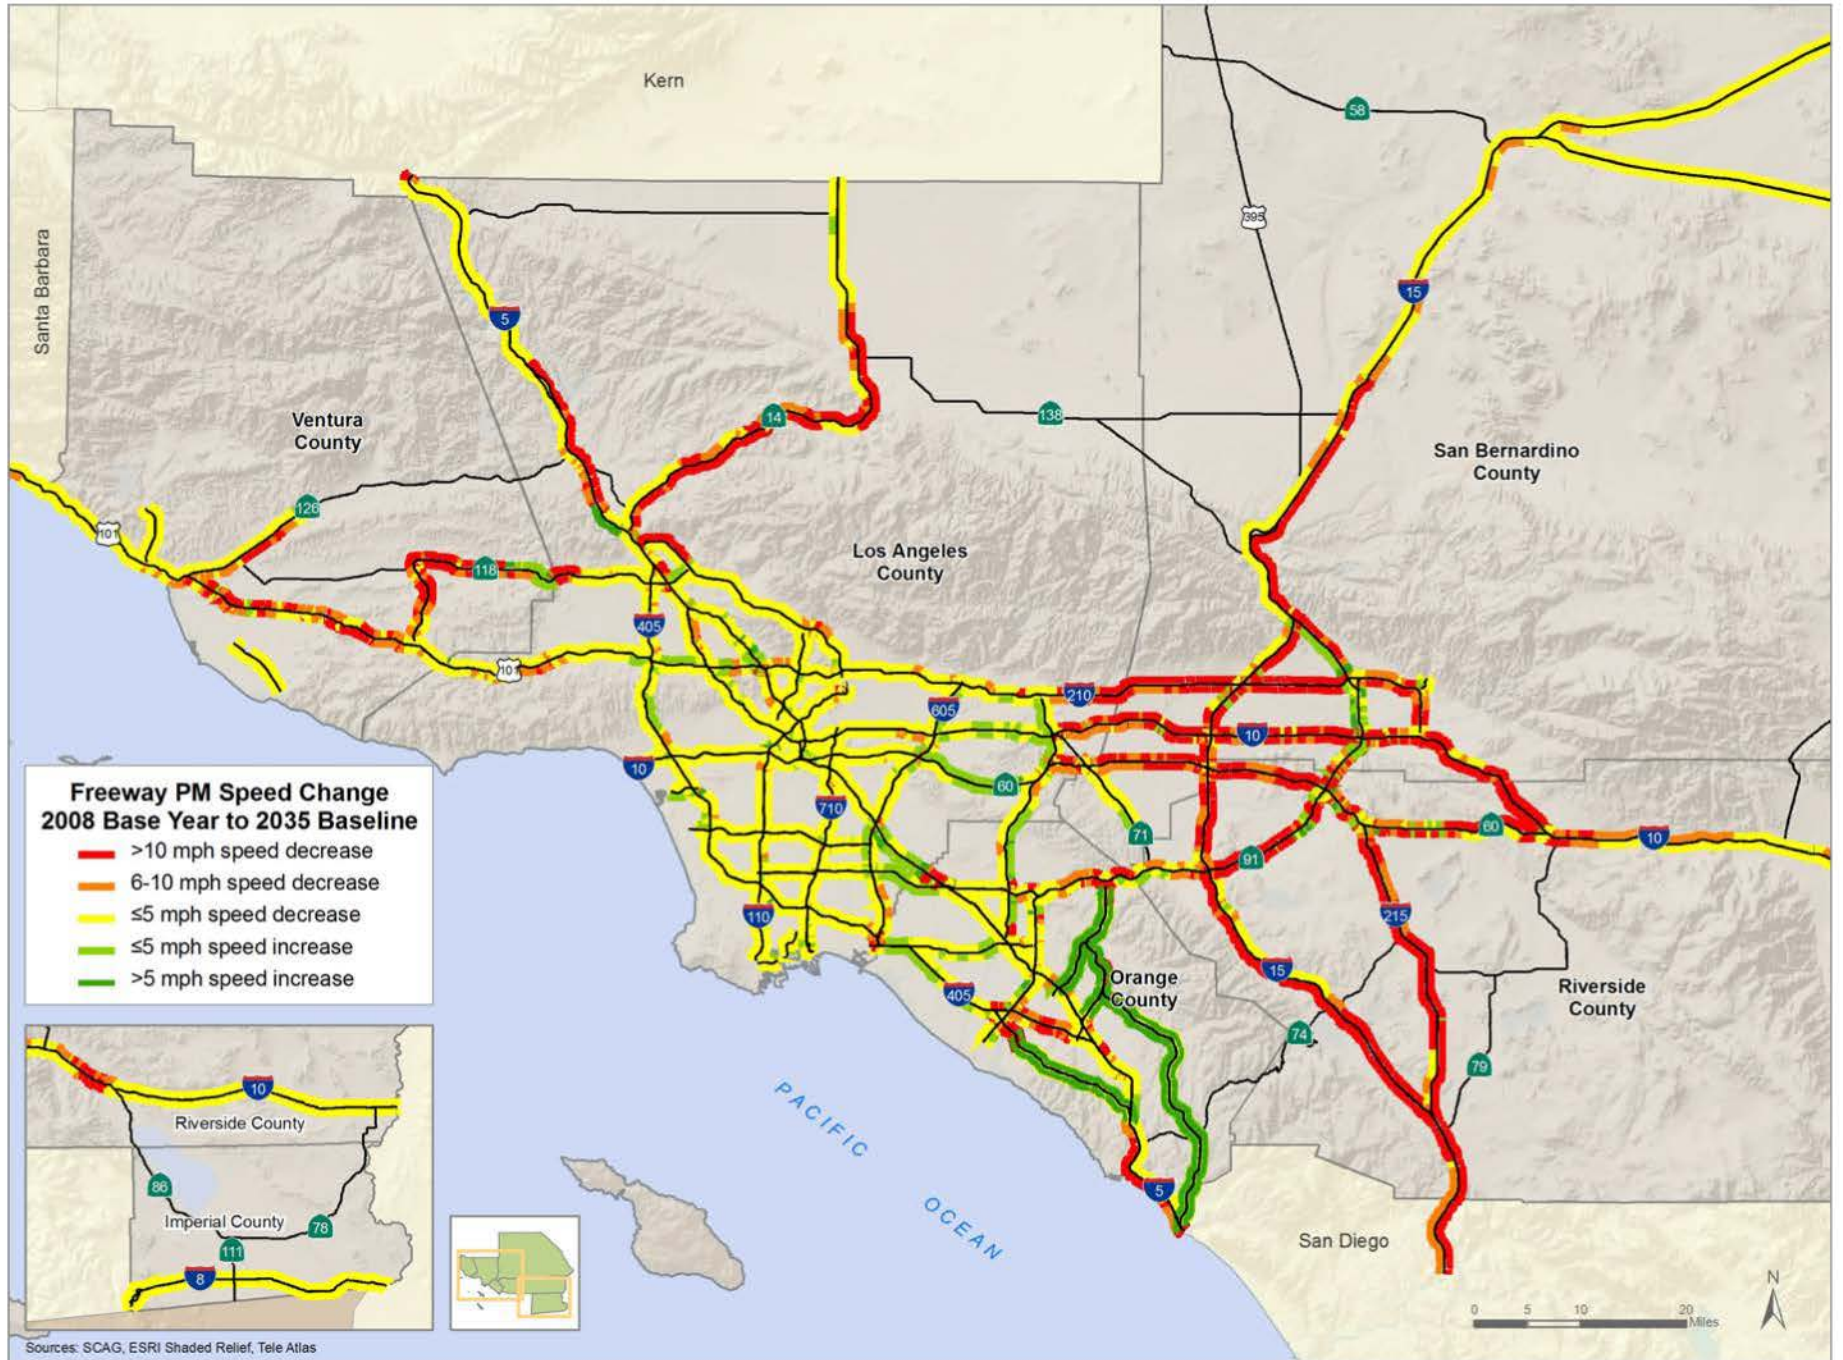 Kern
58
395
Santa Barbara
5
15
14
138
Ventura
County
San Bernardino
County
126
101
Los Angeles
County
118
405
101
210
605
10
10
60
710
71
60
10
91
110
215
15
405
Orange
County
Riverside
County
74
79
5
San Diego
PACIFIC
OCEAN
Freeway PM Speed Change
2008 Base Year to 2035 Baseline
>10 mph speed decrease
6-10 mph speed decrease
≤5 mph speed decrease
≤5 mph speed increase
>5 mph speed increase
10
Riverside County
86
Imperial County
78
111
8
N
0 5 10 20
Miles
Sources: SCAG, ESRI Shaded Relief, Tele Atlas